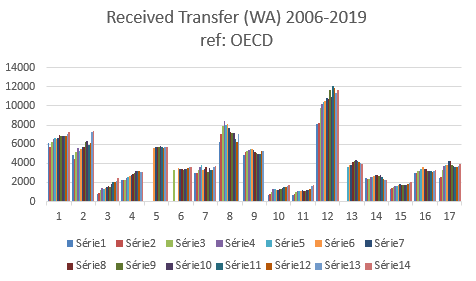 Received Transfer (WA) 2006-2019
ref: OECD
14000
12000
10000
8000
6000
4000
2000
0
1 2 3 4 5 6 7 8 9 10 11 12 13 14 15 16 17
Série1 Série2 Série3 Série4 Série5 Série6 Série7
Série8 Série9 Série10 Série11 Série12 Série13 Série14